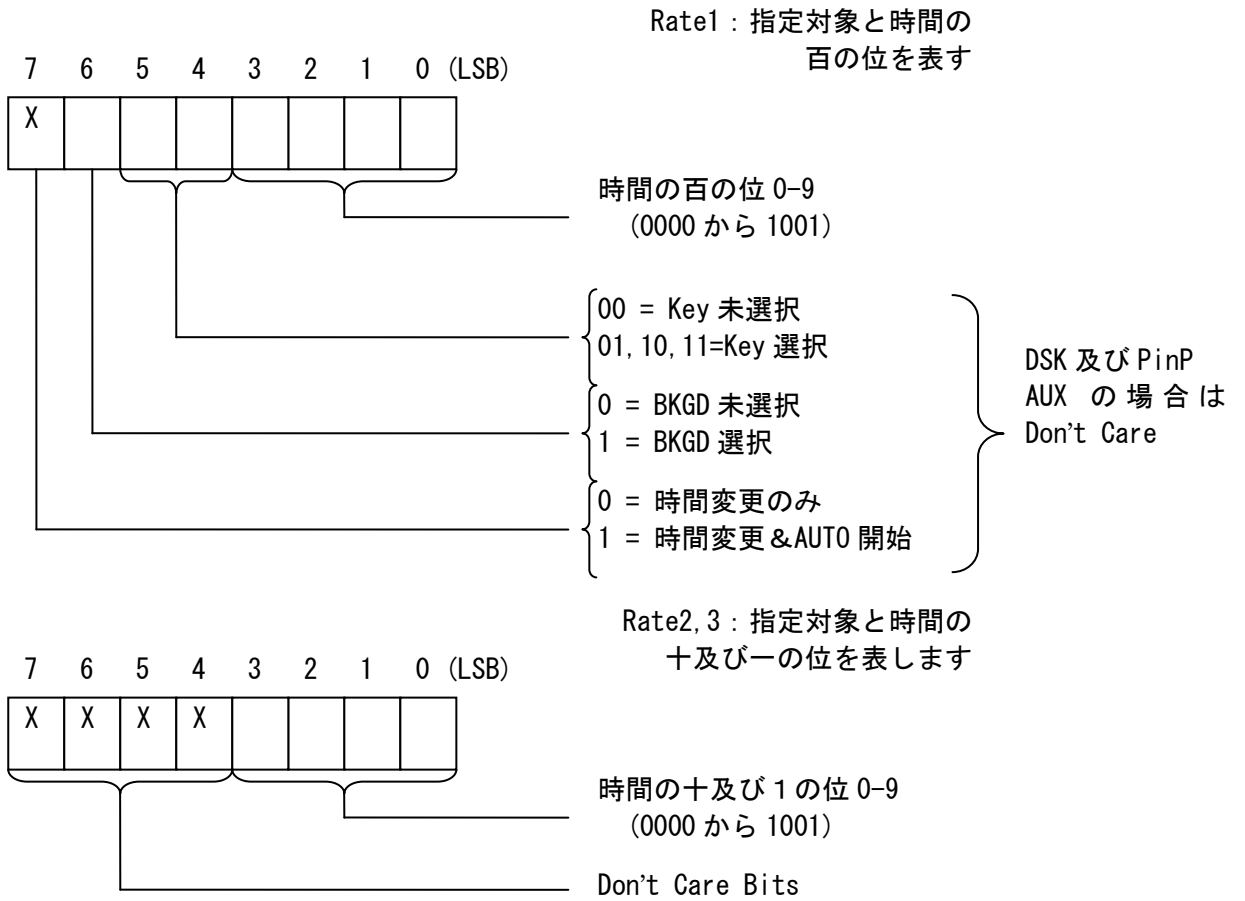 Rate1：指定対象と時間の
百の位を表す
7 6 5 4 3 2 1 0 (LSB)
X
時間の百の位 0-9
(0000 から 1001)
00 = Key 未選択
01,10,11=Key 選択
0 = BKGD 未選択
1 = BKGD 選択
0 = 時間変更のみ
1 = 時間変更＆AUTO 開始
DSK 及び PinP
AUX の場合は
Don't Care
Rate2,3：指定対象と時間の
十及び一の位を表します
7 6 5 4 3 2 1 0 (LSB)
X X X X
時間の十及び１の位 0-9
(0000 から 1001)
Don't Care Bits